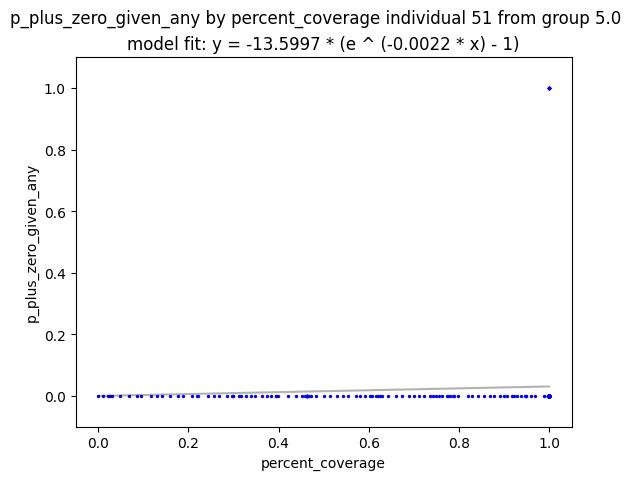 p_plus_zero_given_any by percent_coverage individual 51 from group 5.0
model fit: y = -13.5997 * (e ^ (-0.0022 * x) - 1)
1.0
0.8
0.6
0.4
0.2
0.0
p_plus_zero_given_any
0.0 0.2 0.4 0.6 0.8 1.0
percent_coverage